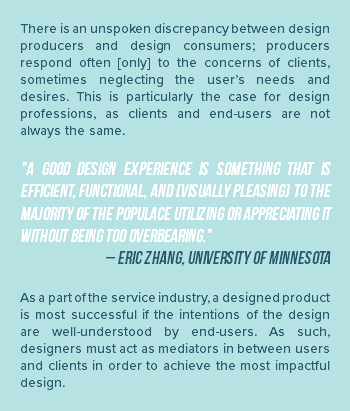 There is an unspoken discrepancy between design
producers and design consumers; producers
respond often [only] to the concerns of clients,
sometimes neglecting the user's needs and
desires. This is particularly the case for design
professions, as clients and end-users are not
always the same.
"A GOOD DESIGN EXPERIENCE IS SOMETHING THAT IS
EFFICIENT, FUNCTIONAL, AND [VISUALLY PLEASING] TO THE
MAJORITY OF THE POPULACE UTILIZING OR APPRECIATING IT
WITHOUT BEING TOO OVERBEARING."
– ERIC ZHANG, UNIVERSITY OF MINNESOTA
As a part of the service industry, a designed product
is most successful if the intentions of the design
are well-understood by end-users. As such,
designers must act as mediators in between users
and clients in order to achieve the most impactful
design.